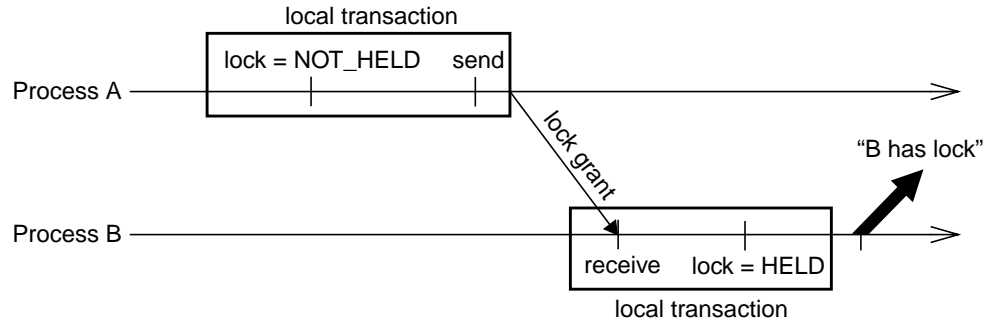 local transaction
lock = NOT_HELD send
Process A
lock grant
“B has lock”
Process B
receive lock = HELD
local transaction